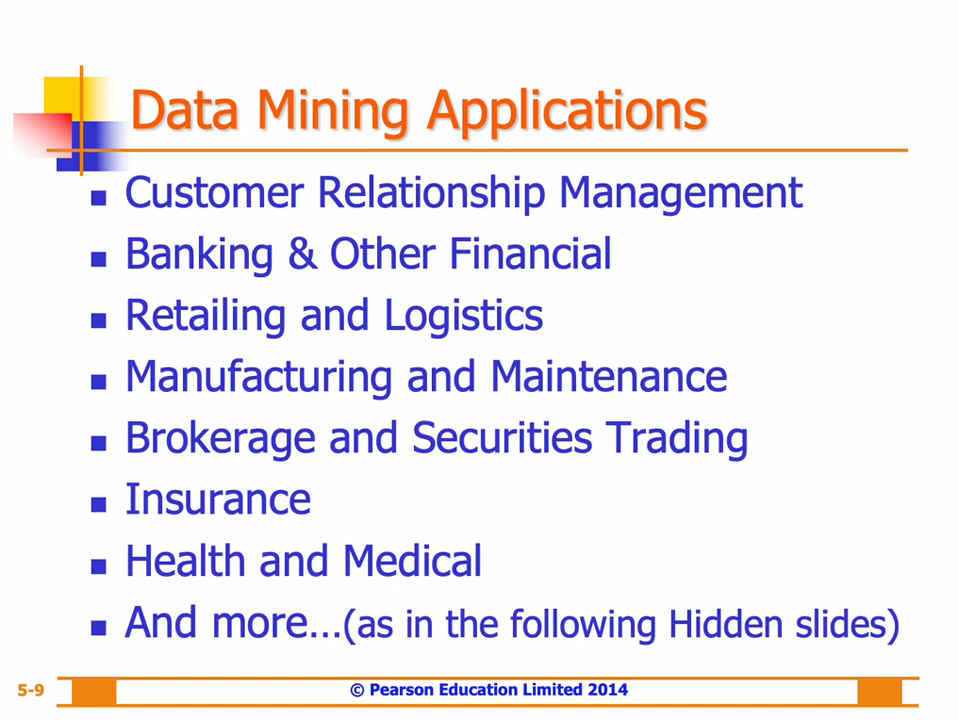 Data Mining Applications
Customer Relationship Management
Banking & Other Financial
Retailing and Logistics
Manufacturing and Maintenance
Brokerage and Securities Trading
Insurance
Health and Medical
And more…(as in the following Hidden slides)
5-9
© Pearson Education Limited 2014